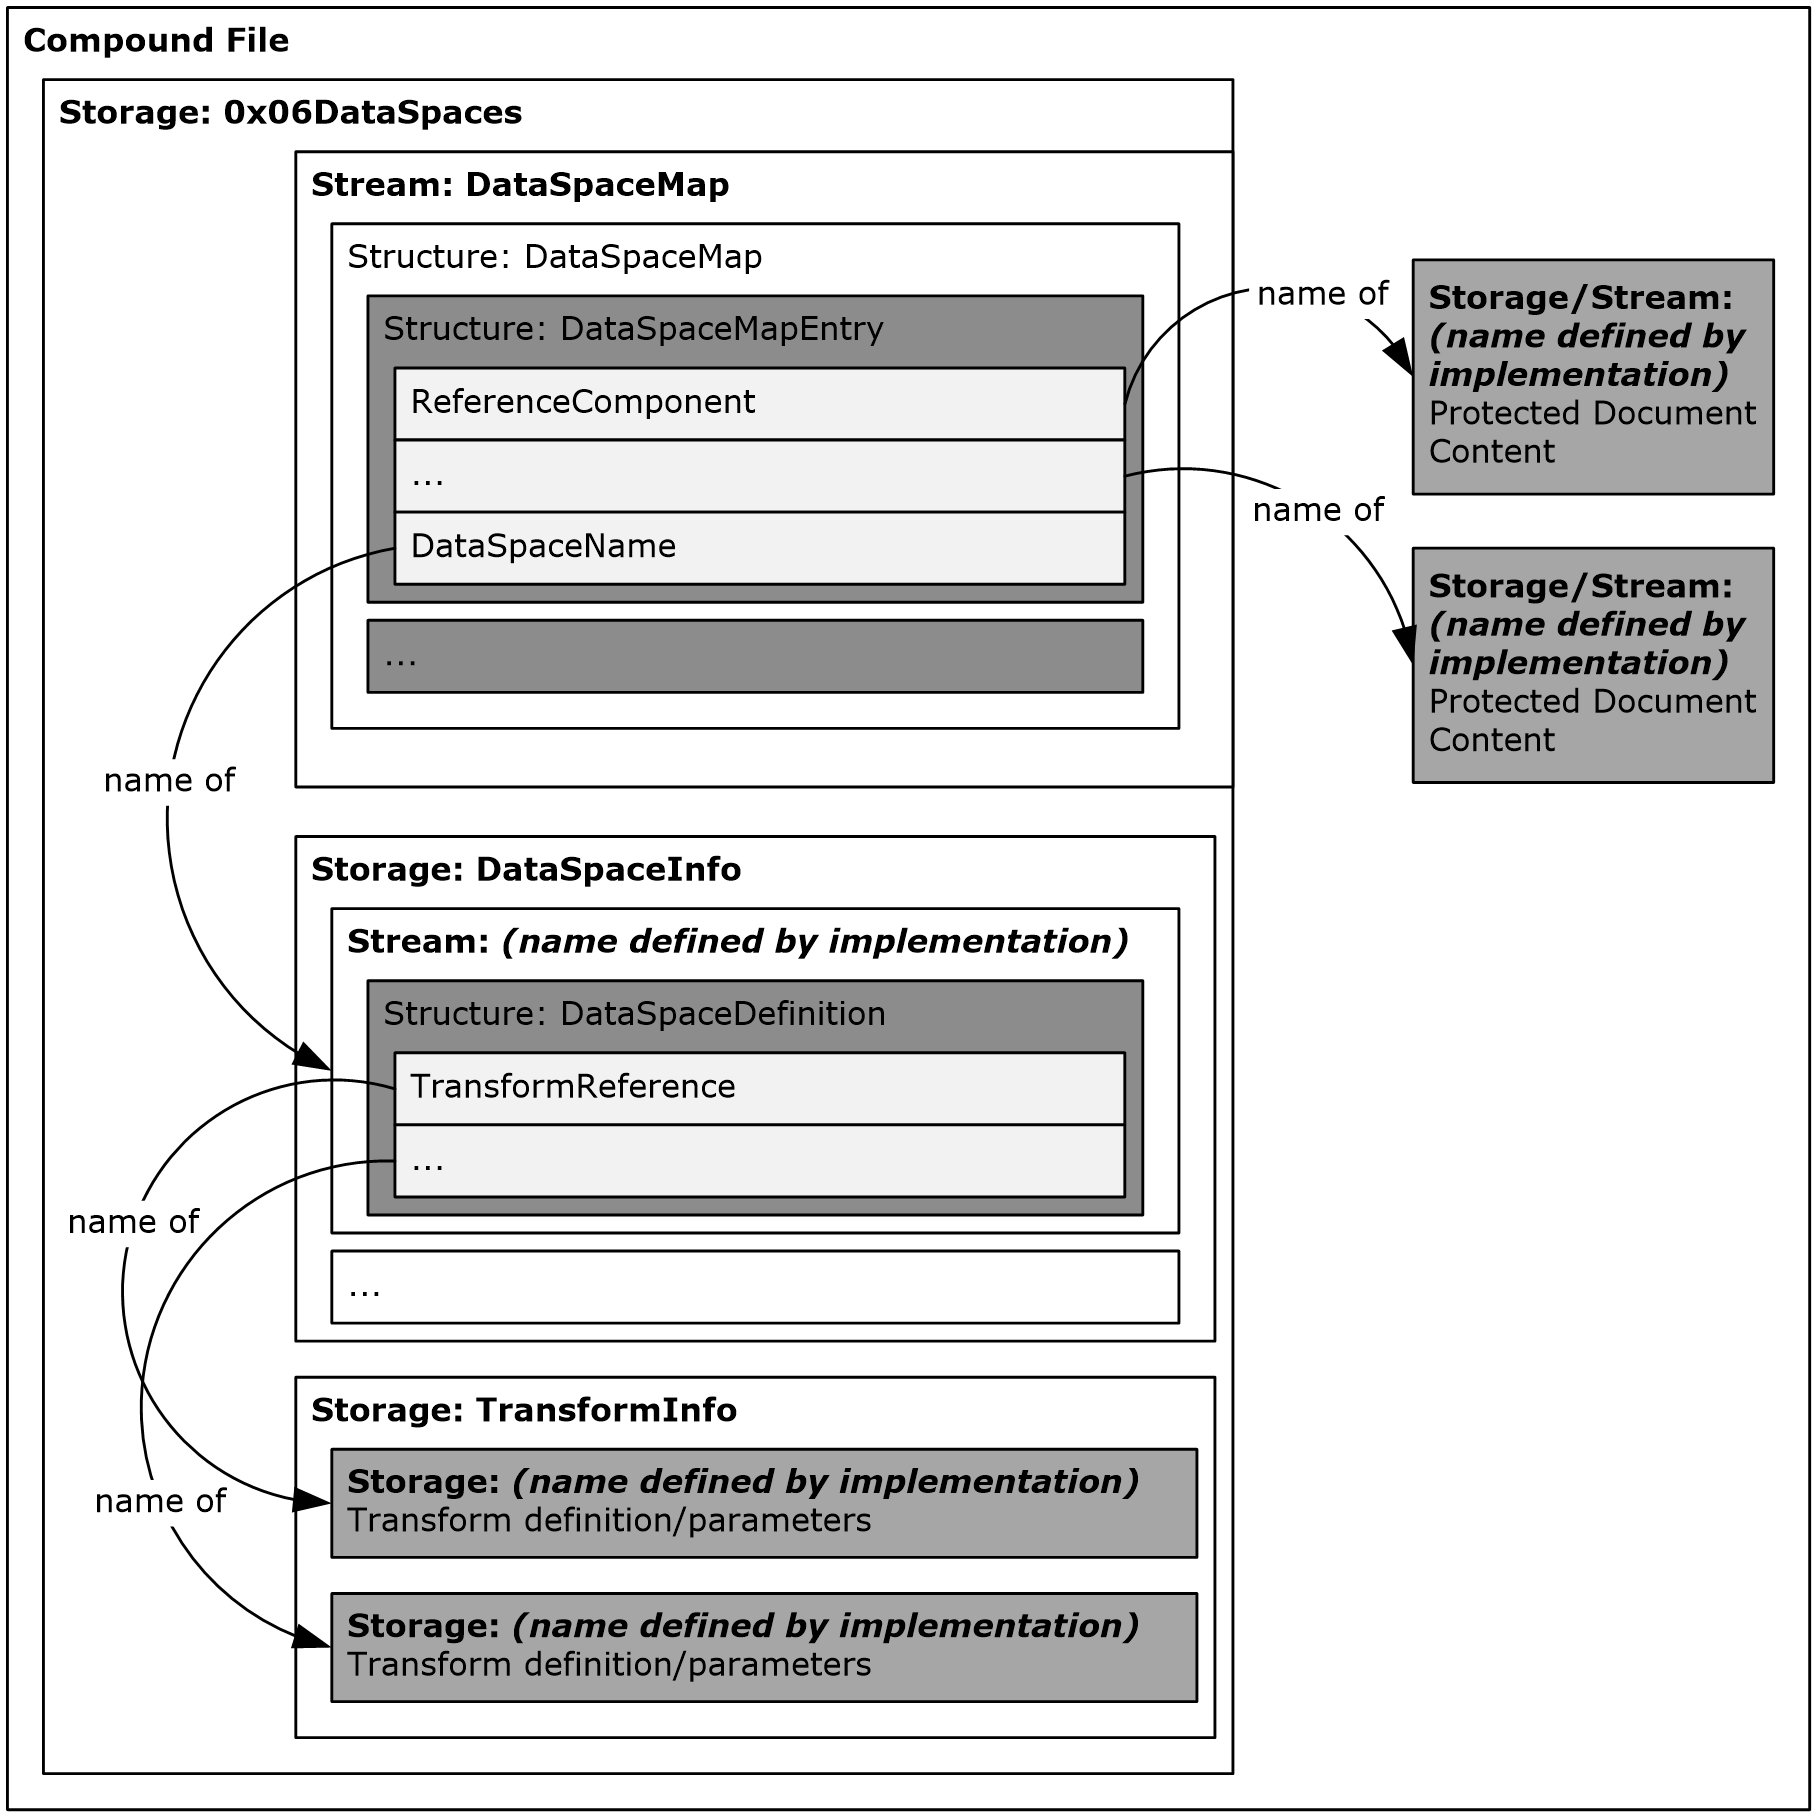 Compound File
Storage: 0x06DataSpaces
Stream: DataSpaceMap
Structure: DataSpaceMap
Structure: DataSpaceMapEntry
ReferenceComponent
...
DataSpaceName
...
name of
Storage/Stream:
(name defined by
implementation)
Protected Document
Content
name of
Storage/Stream:
(name defined by
implementation)
Protected Document
Content
name of
Storage: DataSpaceInfo
Stream: (name defined by implementation)
Structure: DataSpaceDefinition
TransformReference
...
...
name of
name of
Storage: TransformInfo
Storage: (name defined by implementation)
Transform definition/parameters
Storage: (name defined by implementation)
Transform definition/parameters